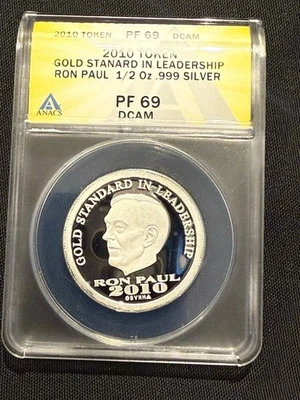 2010 TOKEN PF 69 DCAM
2010 TOKEN
GOLD STANARD IN LEADERSHIP
RON PAUL 1/2 Oz .999 SILVER
ANACS
PF 69
DCAM
GOLD STANDARD IN LEADERSHIP
RON PAUL
2010